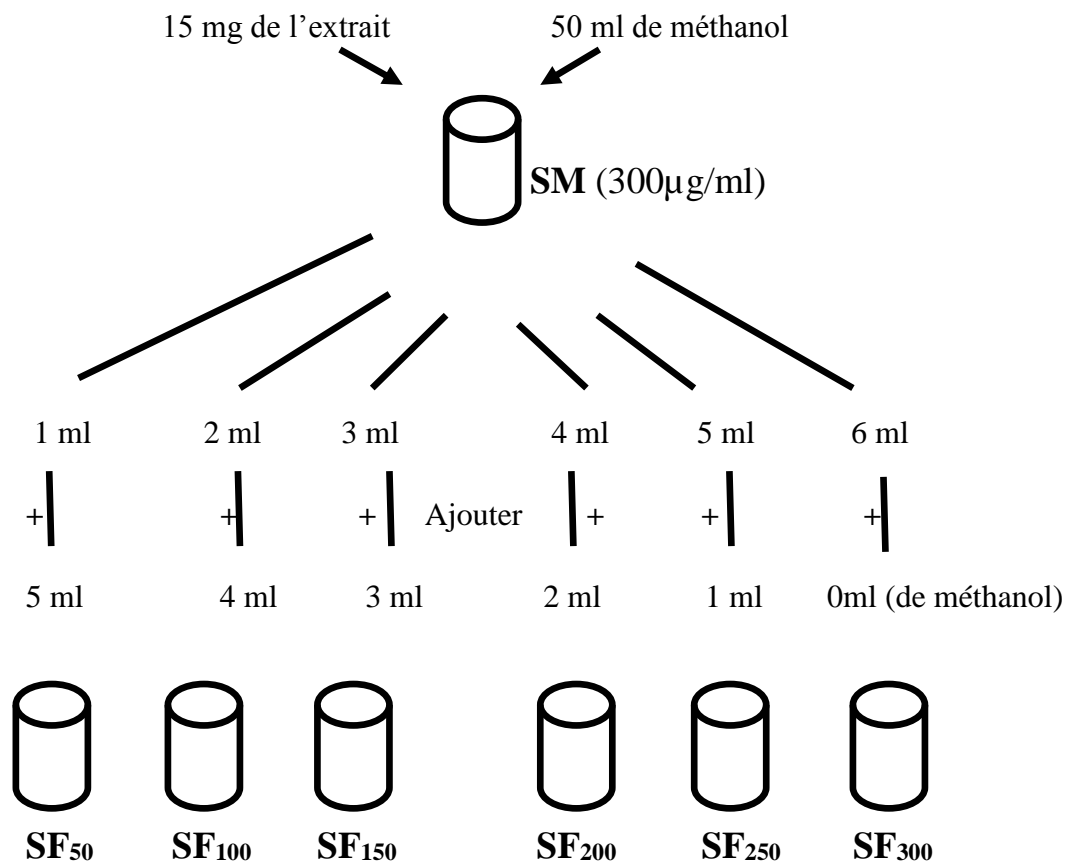 15 mg de l’extrait 50 ml de méthanol
SM (300µg/ml)
1 ml 2 ml 3 ml 4 ml 5 ml 6 ml
+ + + Ajouter + + +
5 ml 4 ml 3 ml 2 ml 1 ml 0ml (de méthanol)
SF50 SF100 SF150 SF200 SF250 SF300